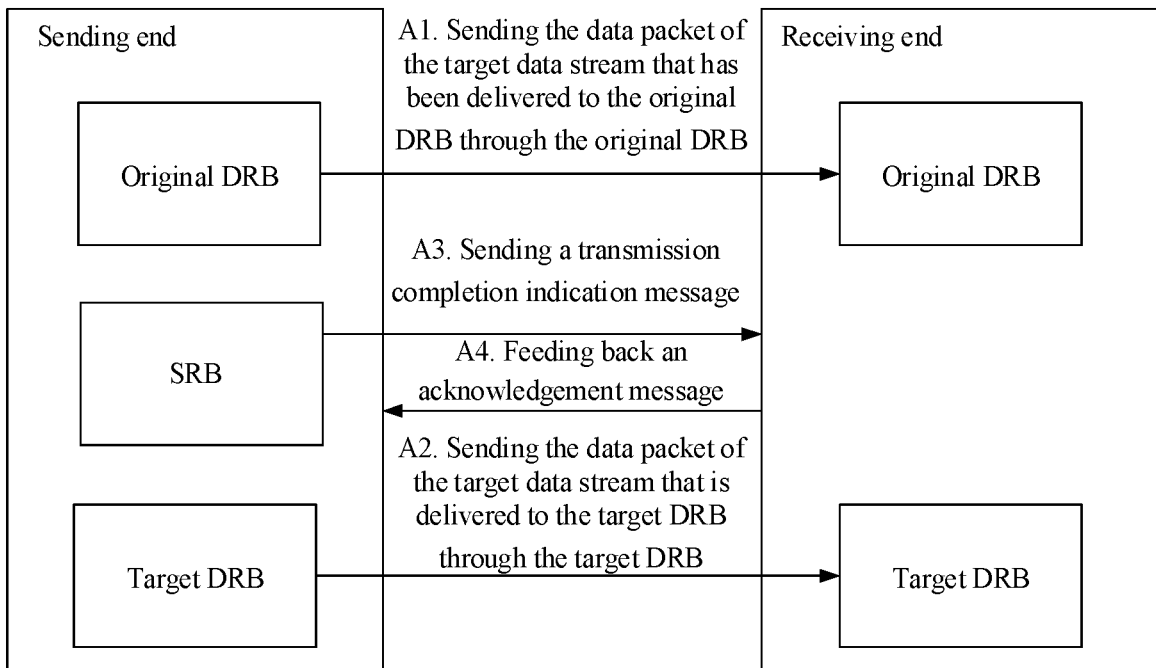 Sending end
A1. Sending the data packet of
the target data stream that has
been delivered to the original
DRB through the original DRB
Receiving end
Original DRB
Original DRB
A3. Sending a transmission
completion indication message
SRB
A4. Feeding back an
acknowledgement message
A2. Sending the data packet of
the target data stream that is
delivered to the target DRB
through the target DRB
Target DRB
Target DRB